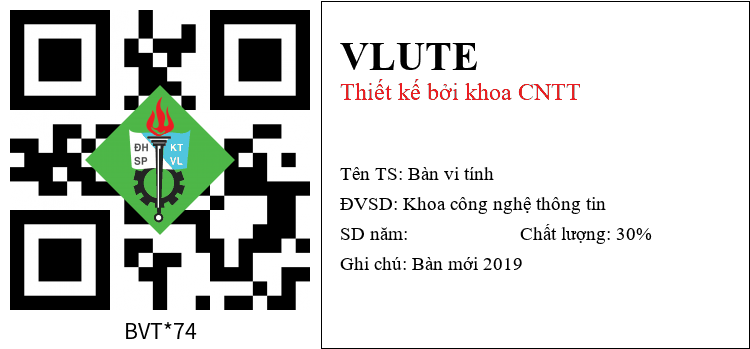 ĐH KT
SP VL
BVT*74
VLUTE
Thiết kế bởi khoa CNTT
Tên TS: Bàn vi tính
ĐVSD: Khoa công nghệ thông tin
SD năm: Chất lượng: 30%
Ghi chú: Bàn mới 2019